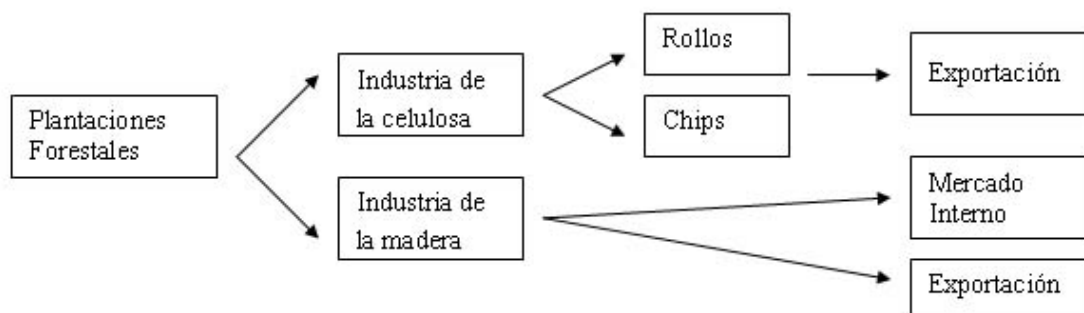 Plantaciones
Forestales
Industria de
la celulosa
Rollos
Chips
Exportación
Industria de
la madera
Mercado
Interno
Exportación